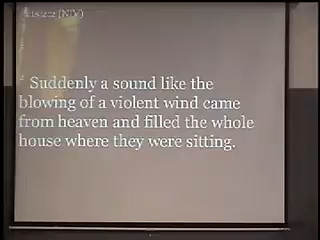 (NIV)
Suddenly a sound like the
blowing of a violent wind came
from heaven and filled the whole
house where they were sitting.